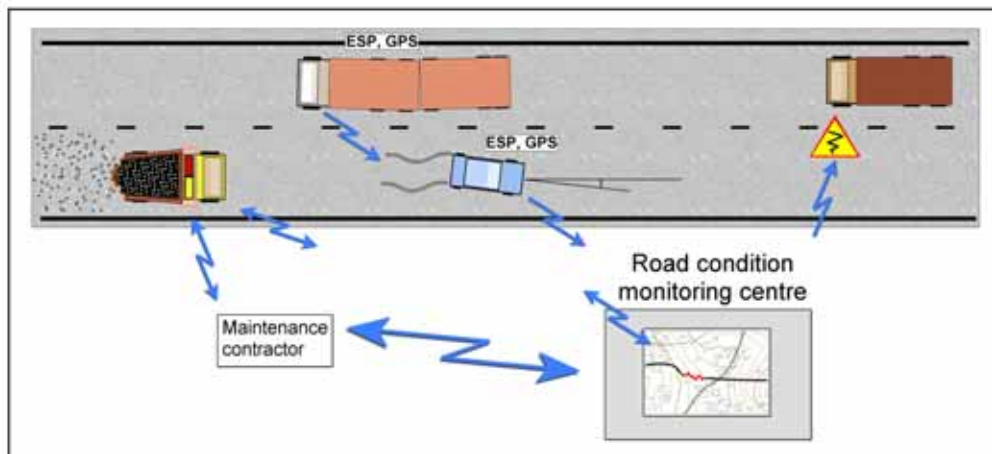 ESP, GPS
ESP, GPS
Road condition
monitoring centre
Maintenance
contractor